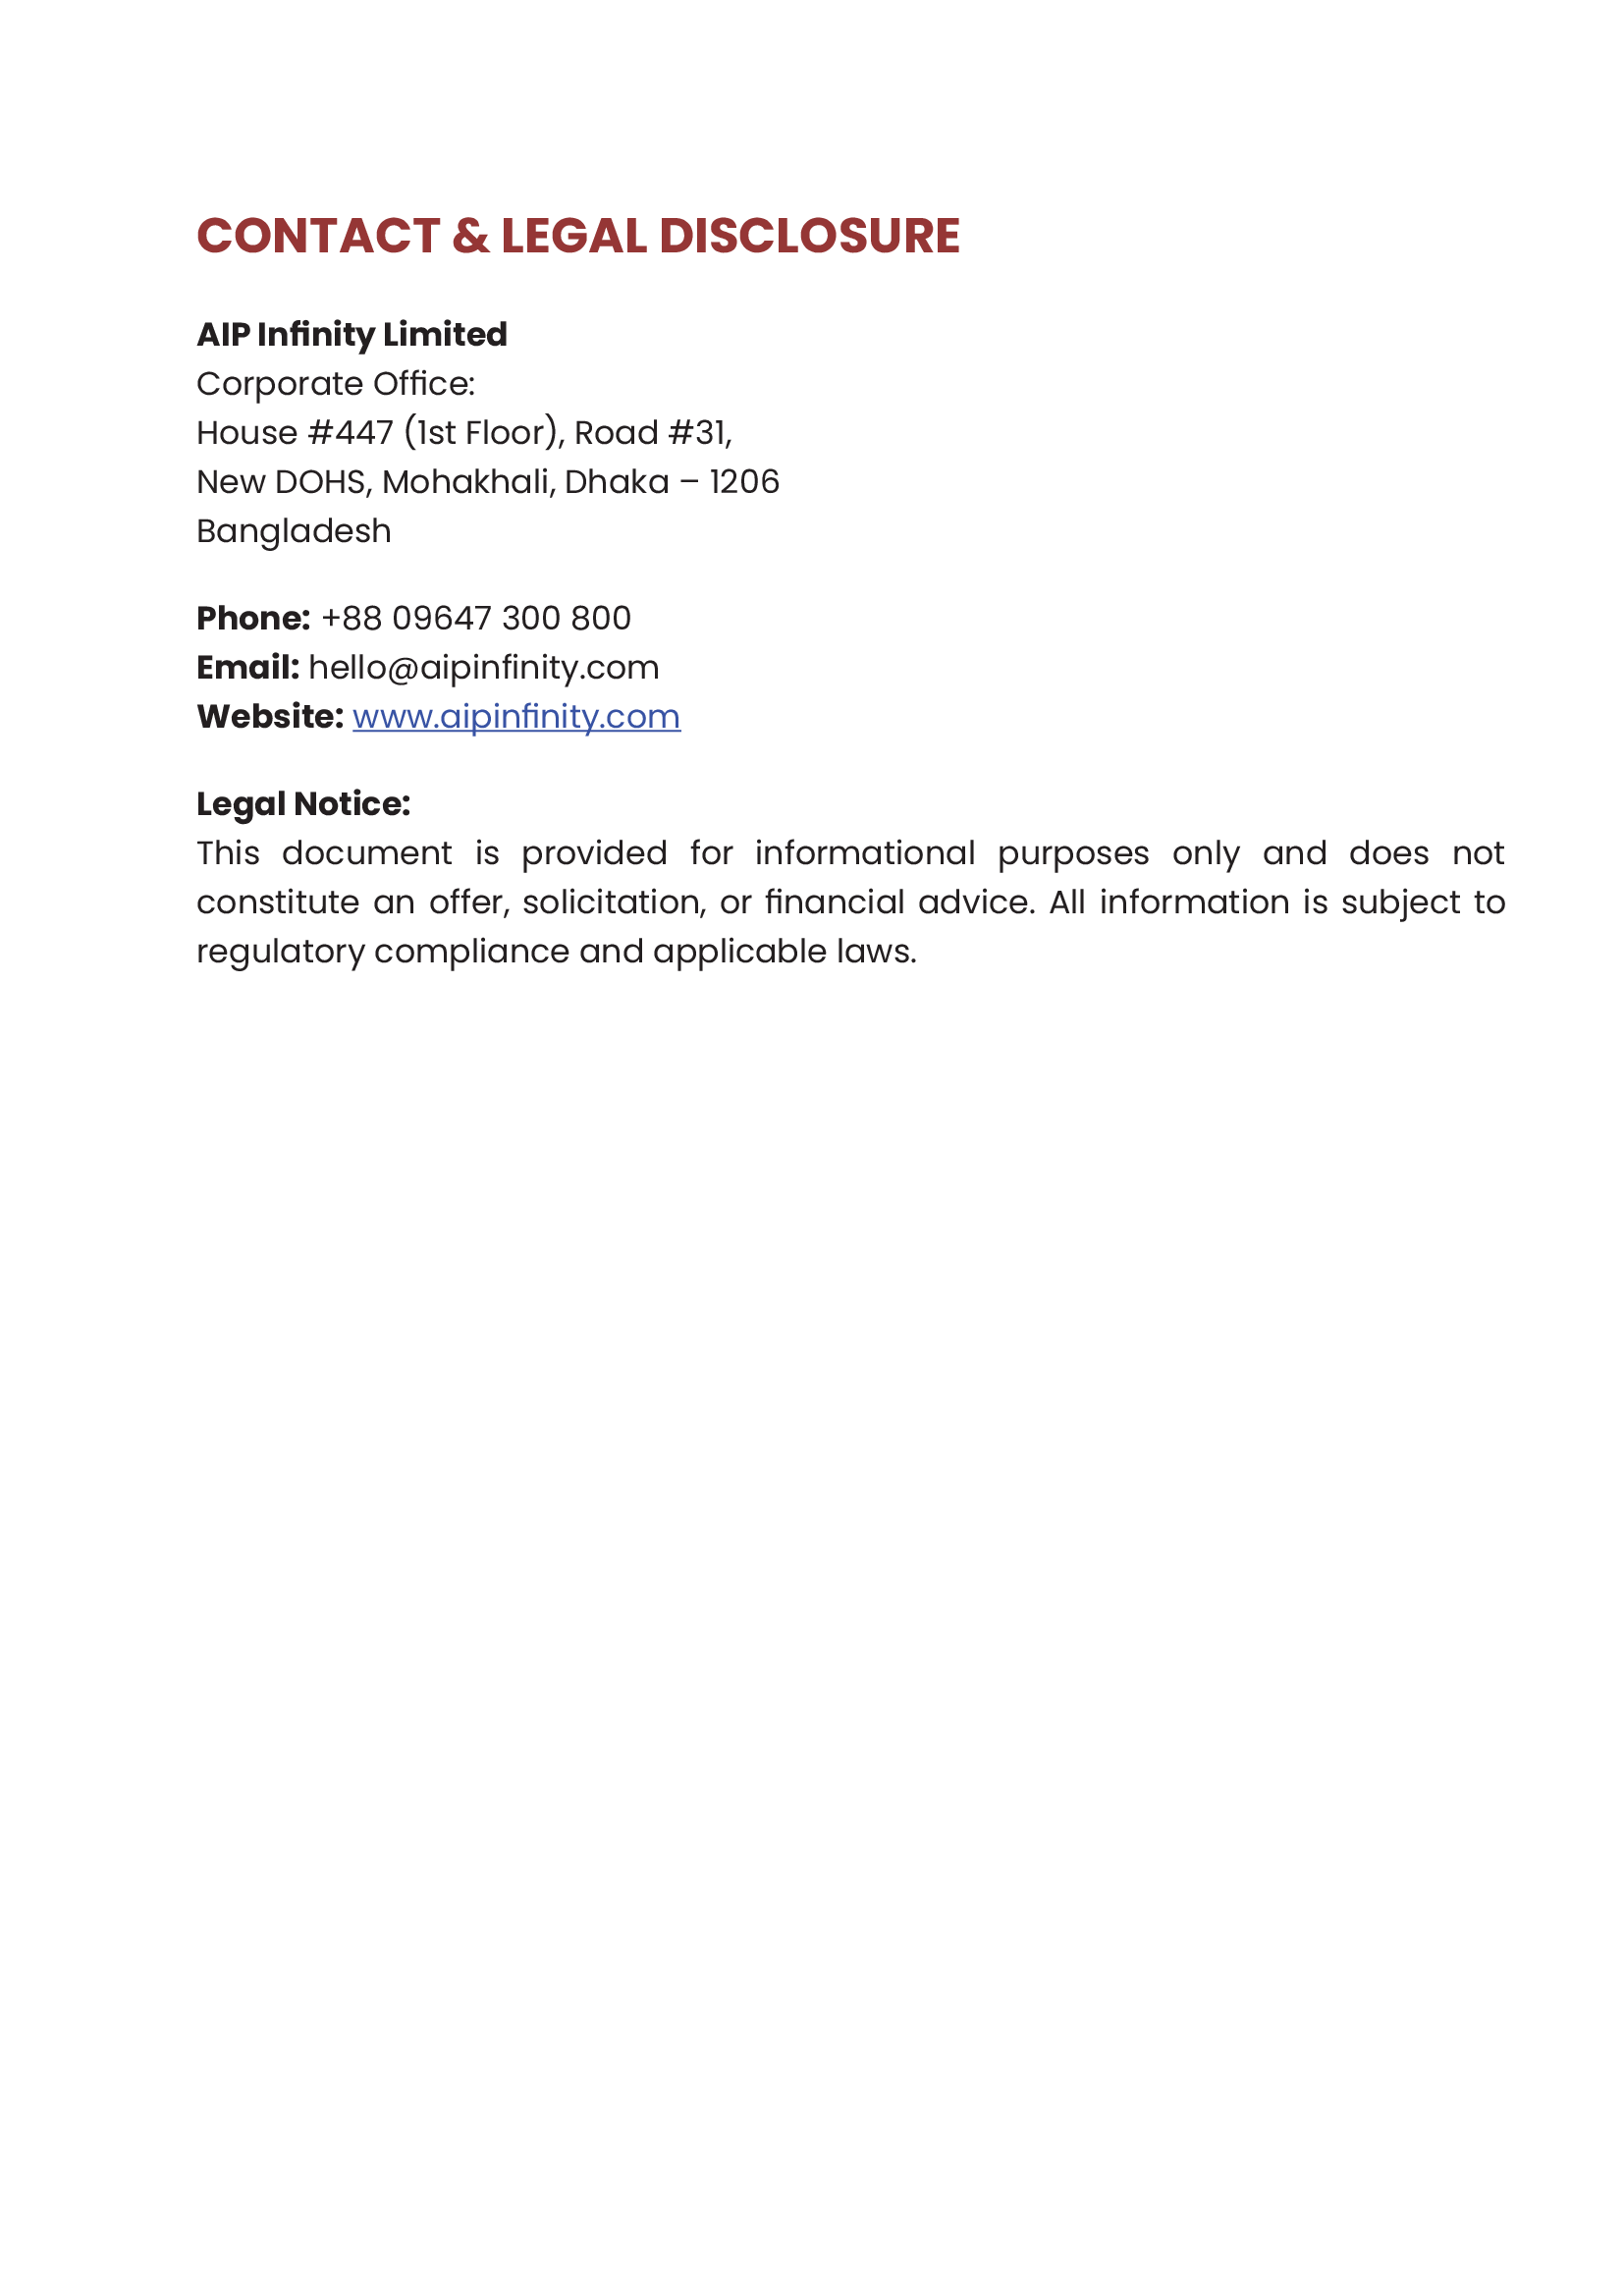 CONTACT & LEGAL DISCLOSURE
AIP Infinity Limited
Corporate Office:
House #447 (1st Floor), Road #31,
New DOHS, Mohakhali, Dhaka – 1206
Bangladesh
Phone: +88 09647 300 800
Email: hello@aipinfinity.com
Website: www.aipinfinity.com
Legal Notice:
This document is provided for informational purposes only and does not
constitute an offer, solicitation, or financial advice. All information is subject to
regulatory compliance and applicable laws.